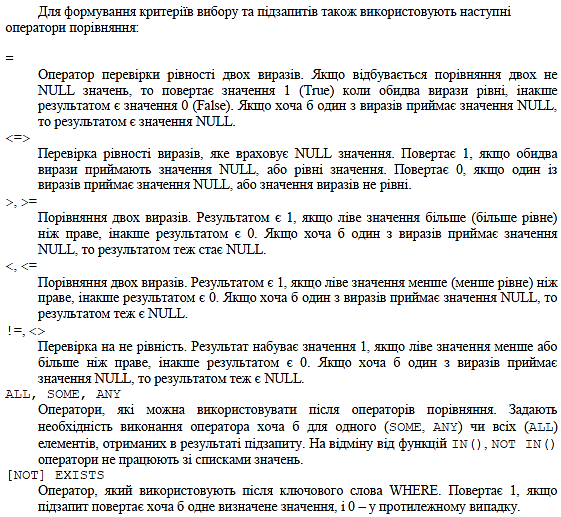 Для формування критеріїв вибору та підзапитів також використовують наступні
оператори порівняння:
=
Оператор перевірки рівності двох виразів. Якщо відбувається порівняння двох не
NULL значень, то повертає значення 1 (True) коли обидва вирази рівні, інакше
результатом є значення 0 (False). Якщо хоча б один з виразів приймає значення NULL,
то результатом є значення NULL.
<=>
Перевірка рівності виразів, яке враховує NULL значення. Повертає 1, якщо обидва
вирази приймають значення NULL, або рівні значення. Повертає 0, якщо один із
виразів приймає значення NULL, або значення виразів не рівні.
>, >=
Порівняння двох виразів. Результатом є 1, якщо ліве значення більше (більше рівне)
ніж праве, інакше результатом є 0. Якщо хоча б один з виразів приймає значення
NULL, то результатом теж стає NULL.
<, <=
Порівняння двох виразів. Результатом є 1, якщо ліве значення менше (менше рівне) ніж
праве, інакше результатом є 0. Якщо хоча б один з виразів приймає значення NULL, то
результатом теж є NULL.
!=, <>
Перевірка на не рівність. Результат набуває значення 1, якщо ліве значення менше або
більше ніж праве, інакше результатом є 0. Якщо хоча б один з виразів приймає
значення NULL, то результатом теж є NULL.
ALL, SOME, ANY
Оператори, які можна використовувати після операторів порівняння. Задають
необхідність виконання оператора хоча б для одного (SOME, ANY) чи всіх (ALL)
елементів, отриманих в результаті підзапиту. На відміну від функцій IN(), NOT IN()
оператори не працюють зі списками значень.
[NOT] EXISTS
Оператор, який використовують після ключового слова WHERE. Повертає 1, якщо
підзапит повертає хоча б одне визначене значення, і 0 – у протилежному випадку.